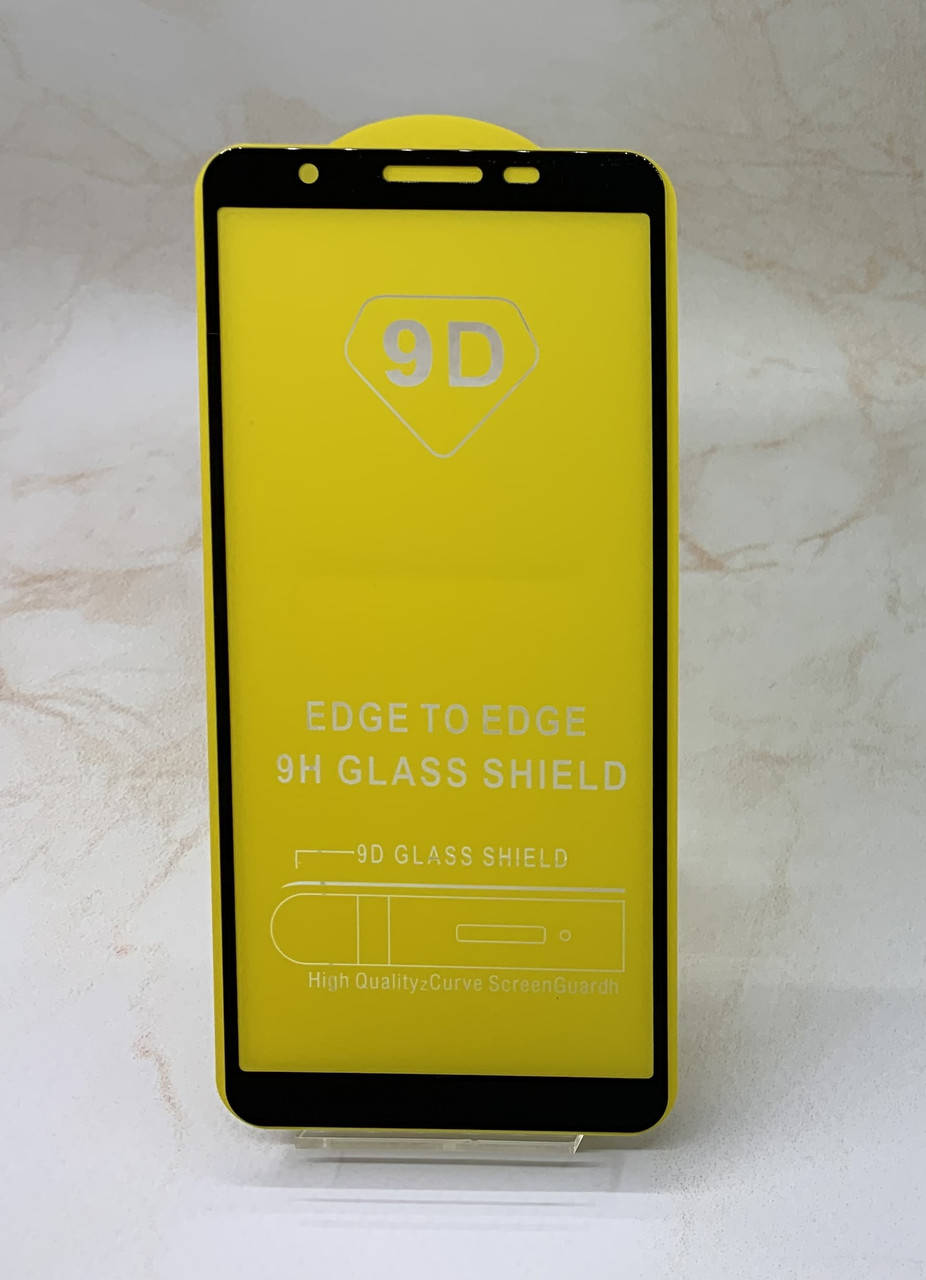 9D
EDGE TO EDGE
9H GLASS SHIELD
9D GLASS SHIELD
High QualityzCurve ScreenGuardh